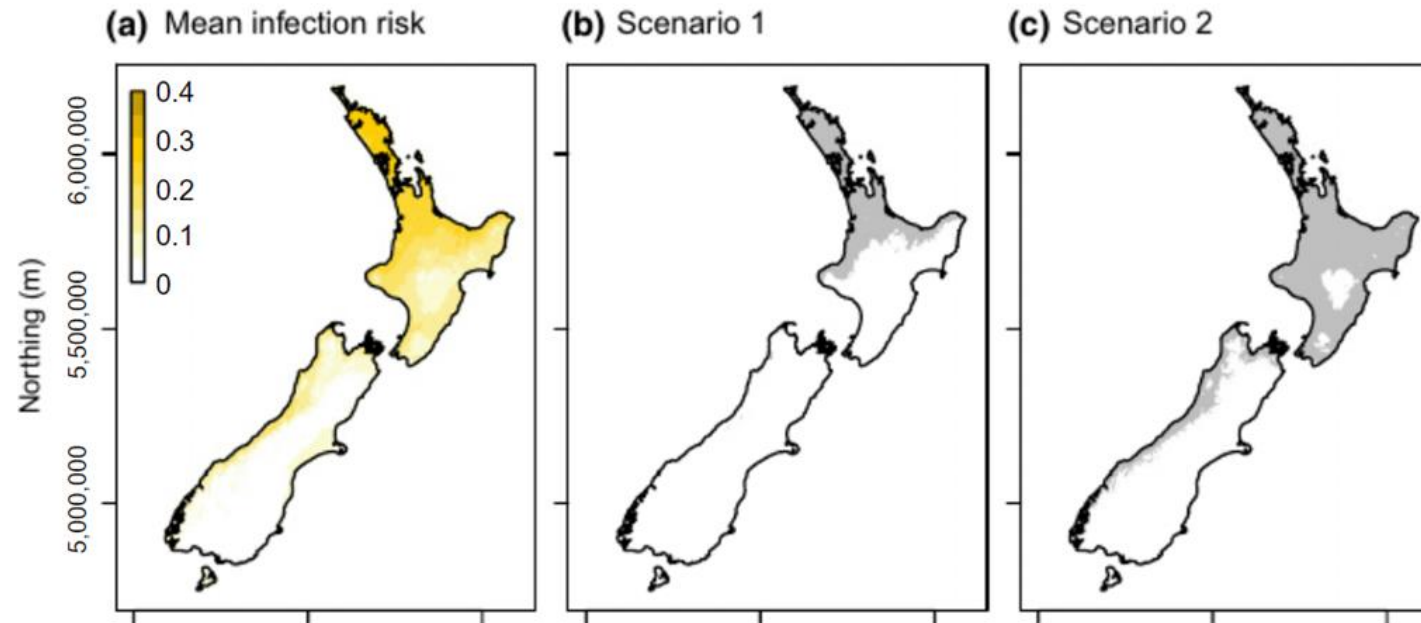 (a) Mean infection risk
(b) Scenario 1
(c) Scenario 2
0.4
0.3
0.2
0.1
0
Northing (m)
6,000,000
5,500,000
5,000,000